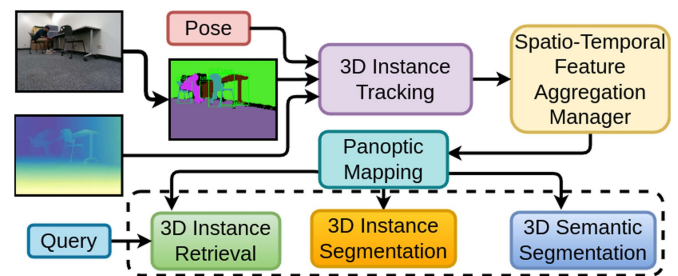 Pose
3D Instance
Tracking
Spatio-Temporal
Feature
Aggregation
Manager
Panoptic
Mapping
Query
3D Instance
Retrieval
3D Instance
Segmentation
3D Semantic
Segmentation